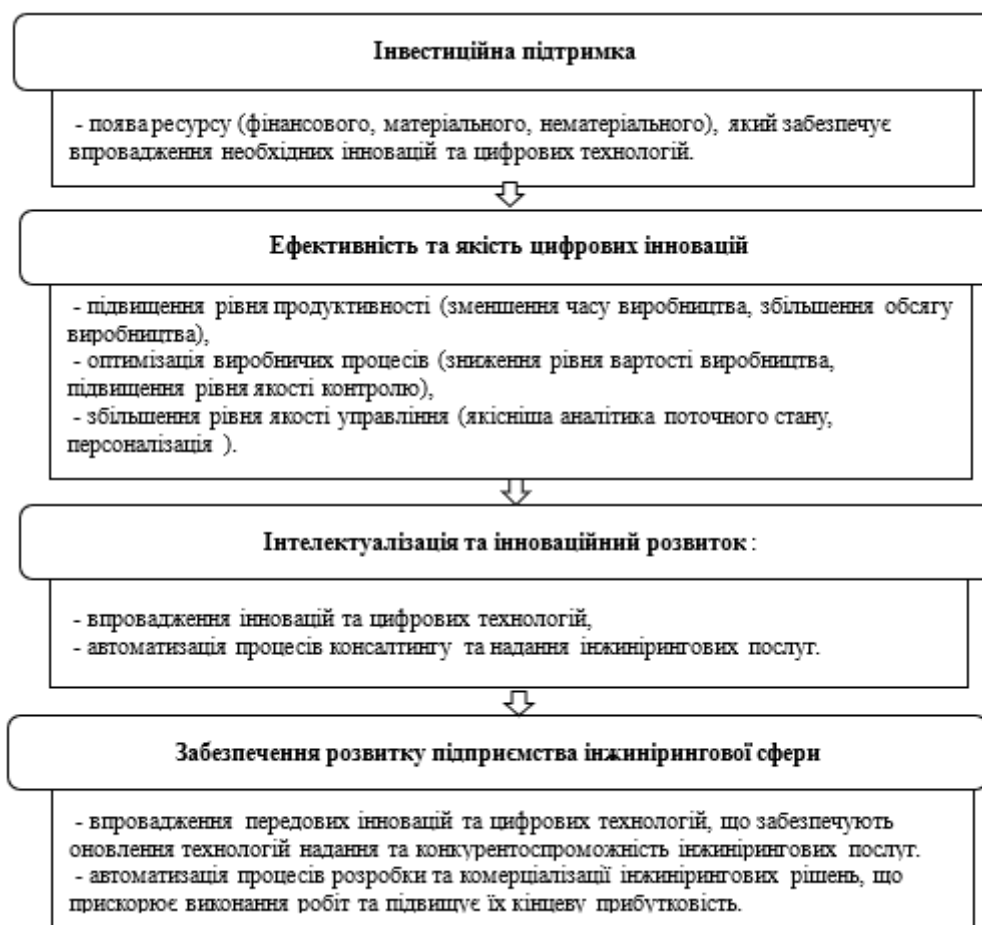 Інвестиційна підтримка
- поява ресурсу (фінансового, матеріального, нематеріального), який забезпечує
впровадження необхідних інновацій та цифрових технологій.
Ефективність та якість цифрових інновацій
- підвищення рівня продуктивності (зменшення часу виробництва, збільшення обсягу
виробництва),
- оптимізація виробничих процесів (зниження рівня вартості виробництва,
підвищення рівня якості контролю),
- збільшення рівня якості управління (якісніша аналітика поточного стану,
персоналізація ).
Інтелектуалізація та інноваційний розвиток :
- впровадження інновацій та цифрових технологій,
- автоматизація процесів консалтингу та надання інжинірингових послуг.
Забезпечення розвитку підприємства інжинірингової сфери
- впровадження передових інновацій та цифрових технологій, що забезпечують
оновлення технологій надання та конкурентоспроможність інжинірингових послуг.
- автоматизація процесів розробки та комерціалізації інжинірингових рішень, що
прискорює виконання робіт та підвищує їх кінцеву прибутковість.